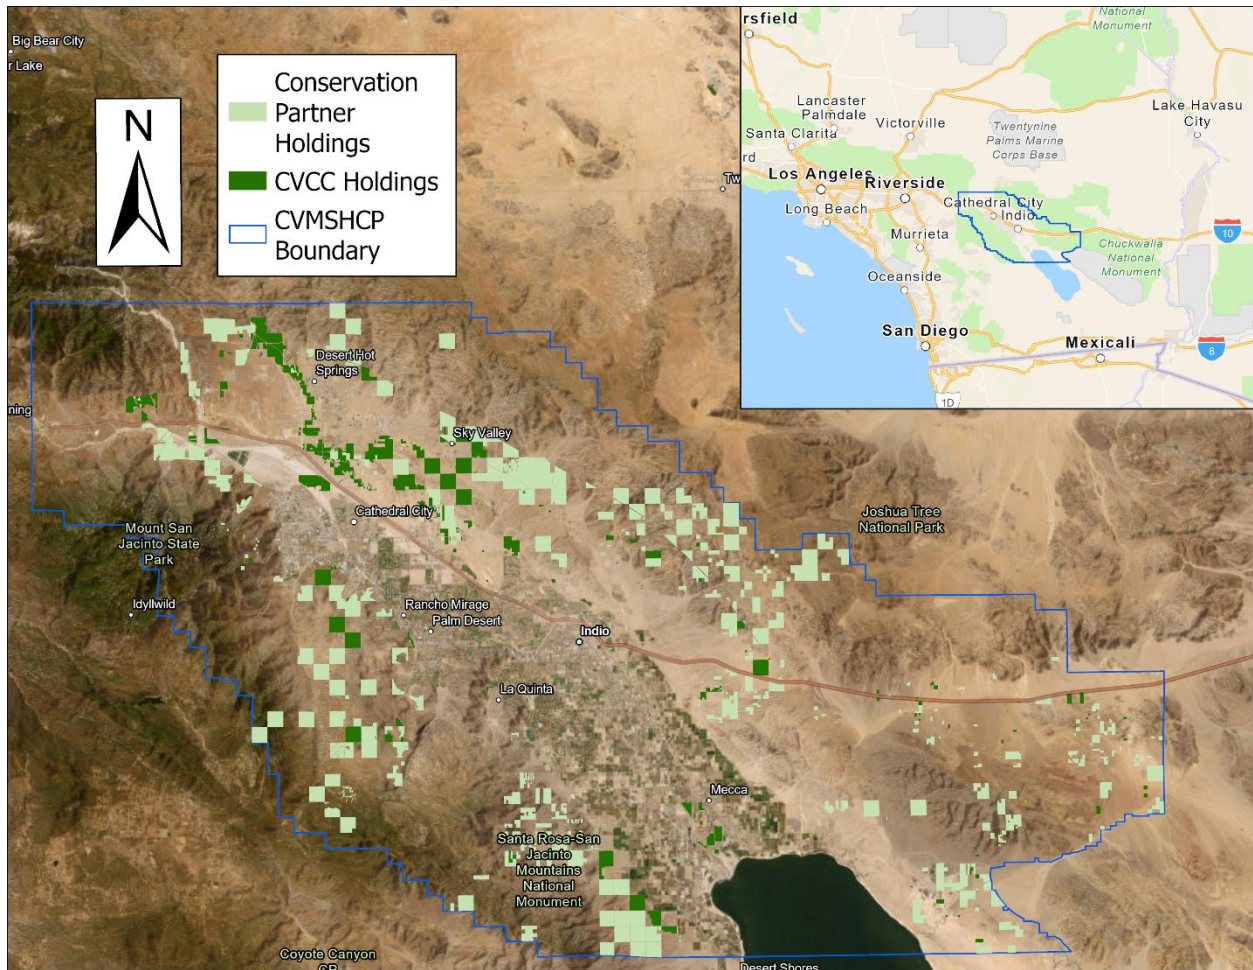 Big Bear City
r Lake
N
Conservation
Partner
Holdings
CVCC Holdings
CVMSHCP
Boundary
Tw
ning
Desert Hot
Springs
Sky Valley
Cathedral City
Mount San
Jacinto State
Park
Idyllwild
Joshua Tree
National Park
Rancho Mirage
Palm Desert
Indio
La Quinta
Mecca
Santa Rosa-San
Jacinto
Mountains
National
Monument
Coyote Canyon
CP
Desert Shores
rsfield
National
Monument
Lancaster
Palmdale
Victorville
Lake Havasu
City
Santa Clarita
Twentynine
Palms Marine
Corps Base
rd
Los Angeles
Riverside
Cathedral City
Long Beach
Indio
10
Murrieta
Chuckwalla
National
Monument
Oceanside
San Diego
Mexicali
8
1D